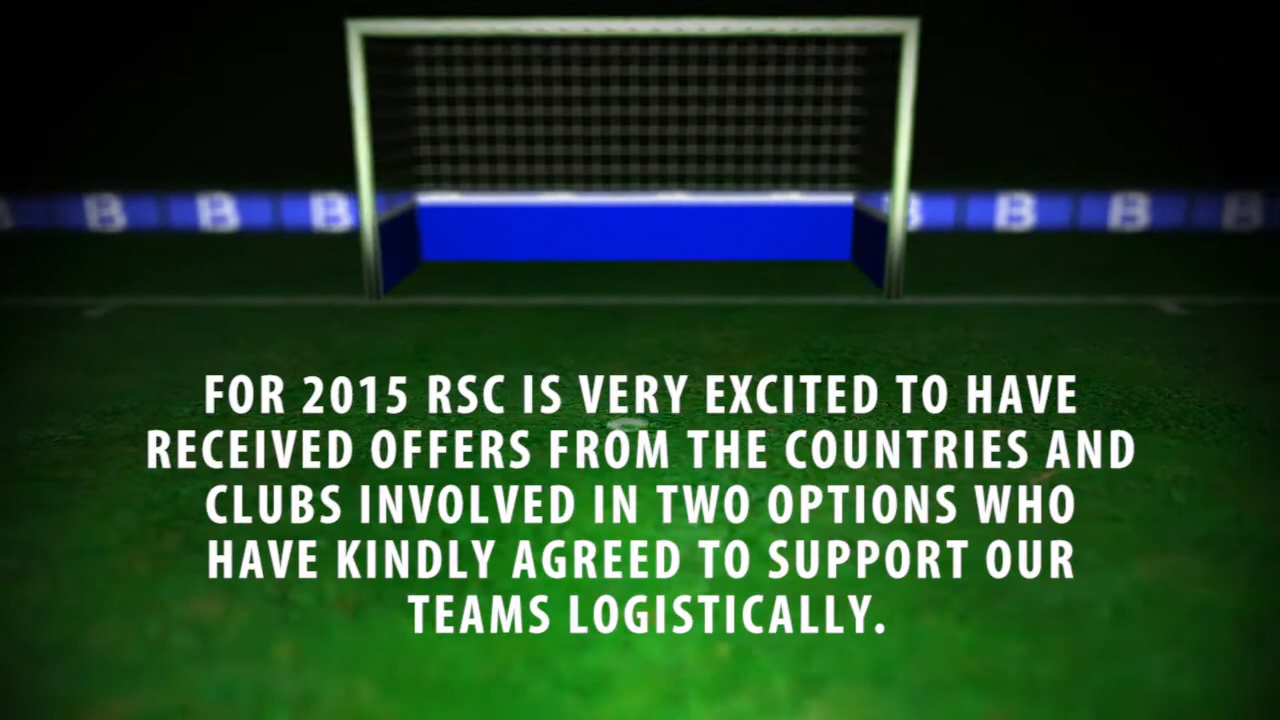 B B B B B B
FOR 2015 RSC IS VERY EXCITED TO HAVE
RECEIVED OFFERS FROM THE COUNTRIES AND
CLUBS INVOLVED IN TWO OPTIONS WHO
HAVE KINDLY AGREED TO SUPPORT OUR
TEAMS LOGISTICALLY.